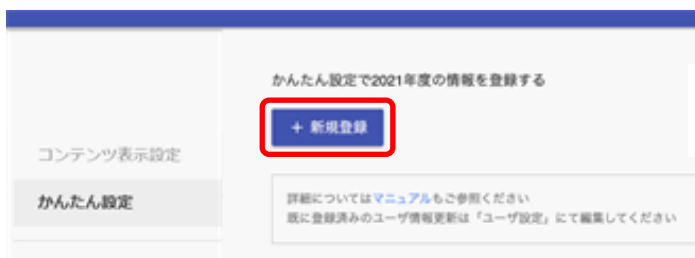 かんたん設定で2021年度の情報を登録する
+ 新規登録
コンテンツ表示設定
かんたん設定
詳細についてはマニュアルもご参照ください
既に登録済みのユーザ情報更新は「ユーザ設定」にて編集してください